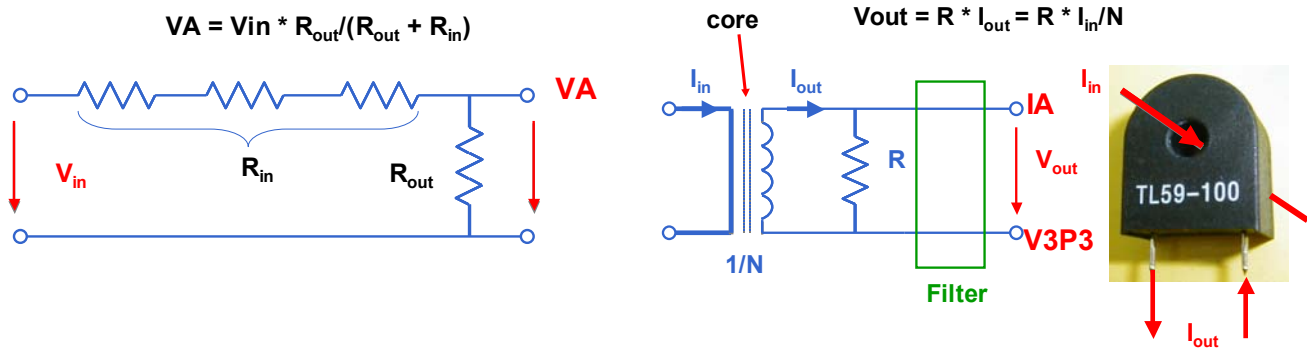 VA = Vin * Rout/(Rout + Rin)
VA
Vin
Rin
Rout
core
Vout = R * Iout = R * Iin/N
Iin
Iout
R
IA
Vout
V3P3
1/N
Filter
Iin
TL59-100
Iout